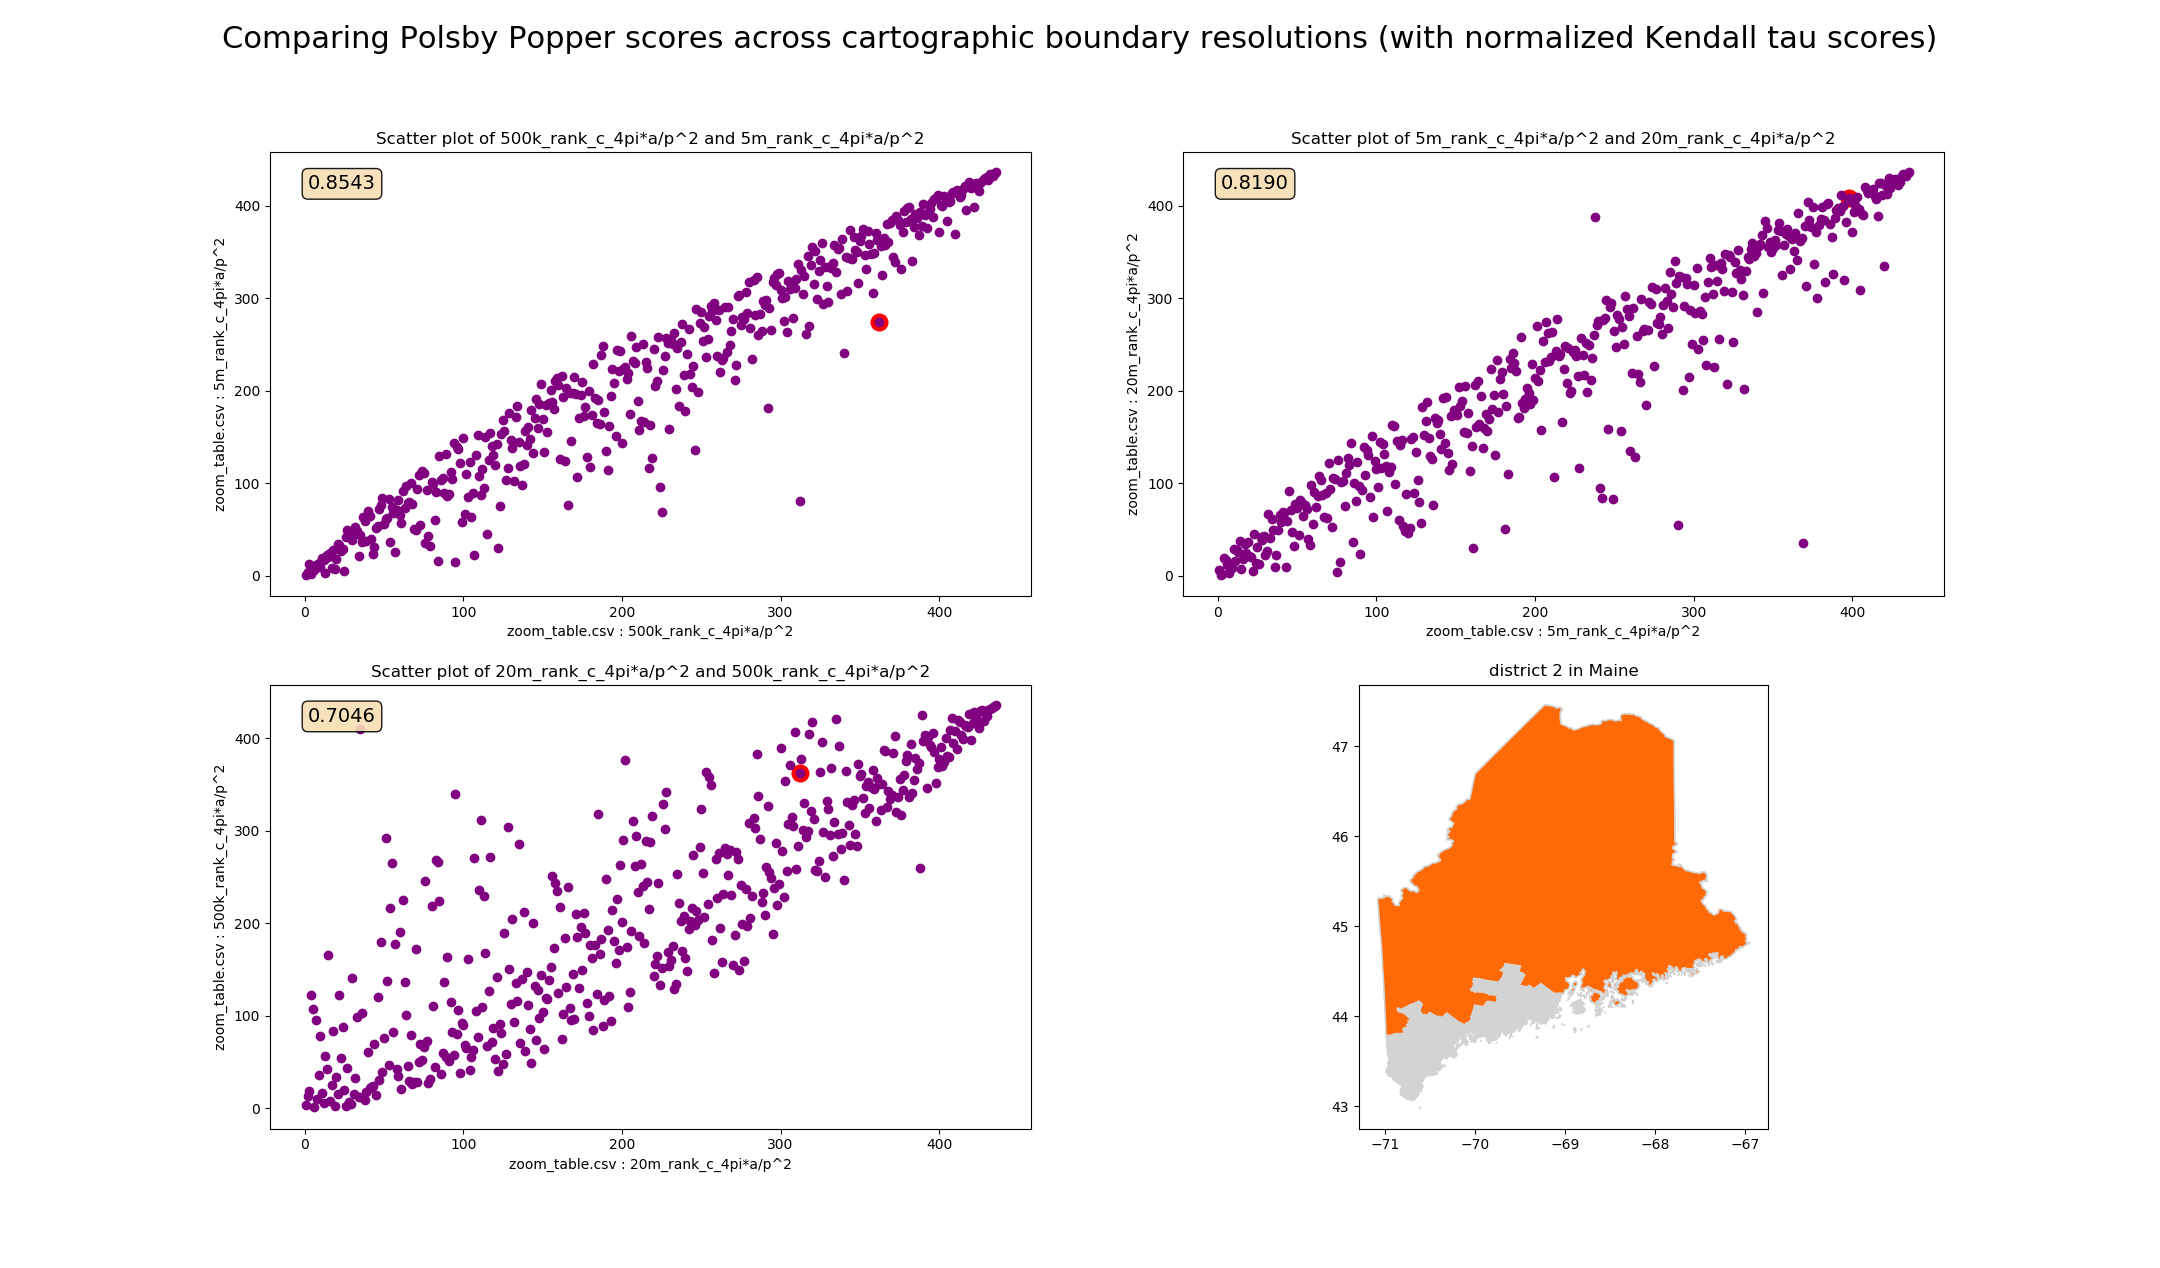 Comparing Polsby Popper scores across cartographic boundary resolutions (with normalized Kendall tau scores)
Scatter plot of 500k_rank_c_4pi*a/p^2 and 5m_rank_c_4pi*a/p^2
0.8543
400
300
200
100
0
zoom_table.csv : 5m_rank_c_4pi*a/p^2
0 100 200 300 400
zoom_table.csv : 500k_rank_c_4pi*a/p^2
Scatter plot of 5m_rank_c_4pi*a/p^2 and 20m_rank_c_4pi*a/p^2
0.8190
400
300
200
100
0
zoom_table.csv : 20m_rank_c_4pi*a/p^2
0 100 200 300 400
zoom_table.csv : 5m_rank_c_4pi*a/p^2
Scatter plot of 20m_rank_c_4pi*a/p^2 and 500k_rank_c_4pi*a/p^2
0.7046
400
300
200
100
0
zoom_table.csv : 500k_rank_c_4pi*a/p^2
0 100 200 300 400
zoom_table.csv : 20m_rank_c_4pi*a/p^2
district 2 in Maine
47
46
45
44
43
−71 −70 −69 −68 −67